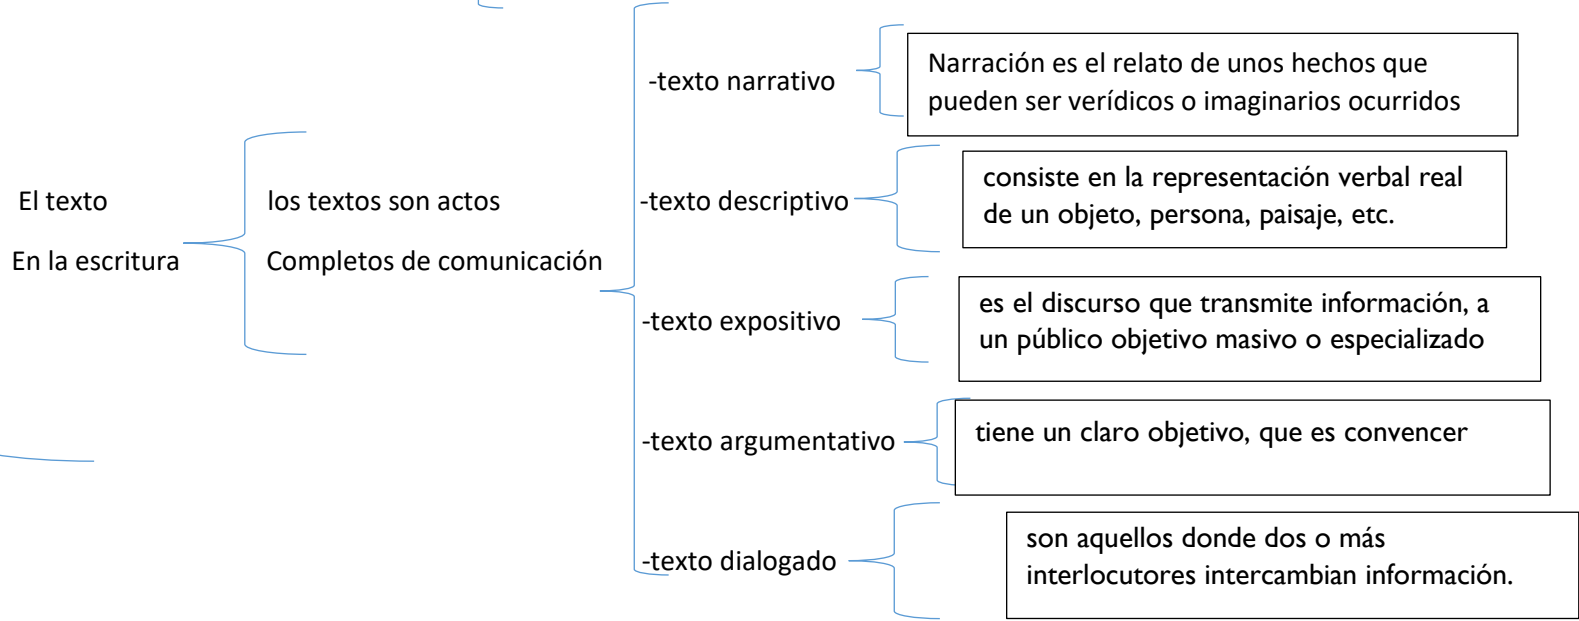 El texto
En la escritura
los textos son actos
Completos de comunicación
-texto narrativo
Narración es el relato de unos hechos que
pueden ser verídicos o imaginarios ocurridos
-texto descriptivo
consiste en la representación verbal real
de un objeto, persona, paisaje, etc.
-texto expositivo
es el discurso que transmite información, a
un público objetivo masivo o especializado
-texto argumentativo
tiene un claro objetivo, que es convencer
-texto dialogado
son aquellos donde dos o más
interlocutores intercambian información.